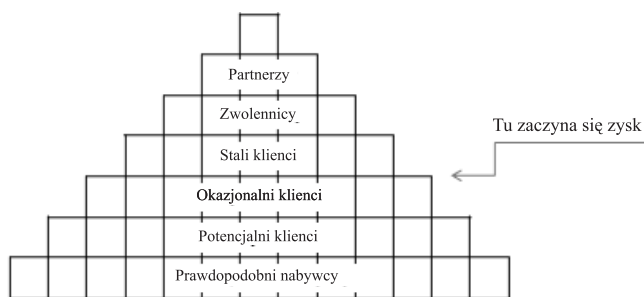 Partnerzy
Zwolennicy
Tu zaczyna się zysk
Stali klienci
Okazjonalni klienci
Potencjalni klienci
Prawdopodobni nabywcy